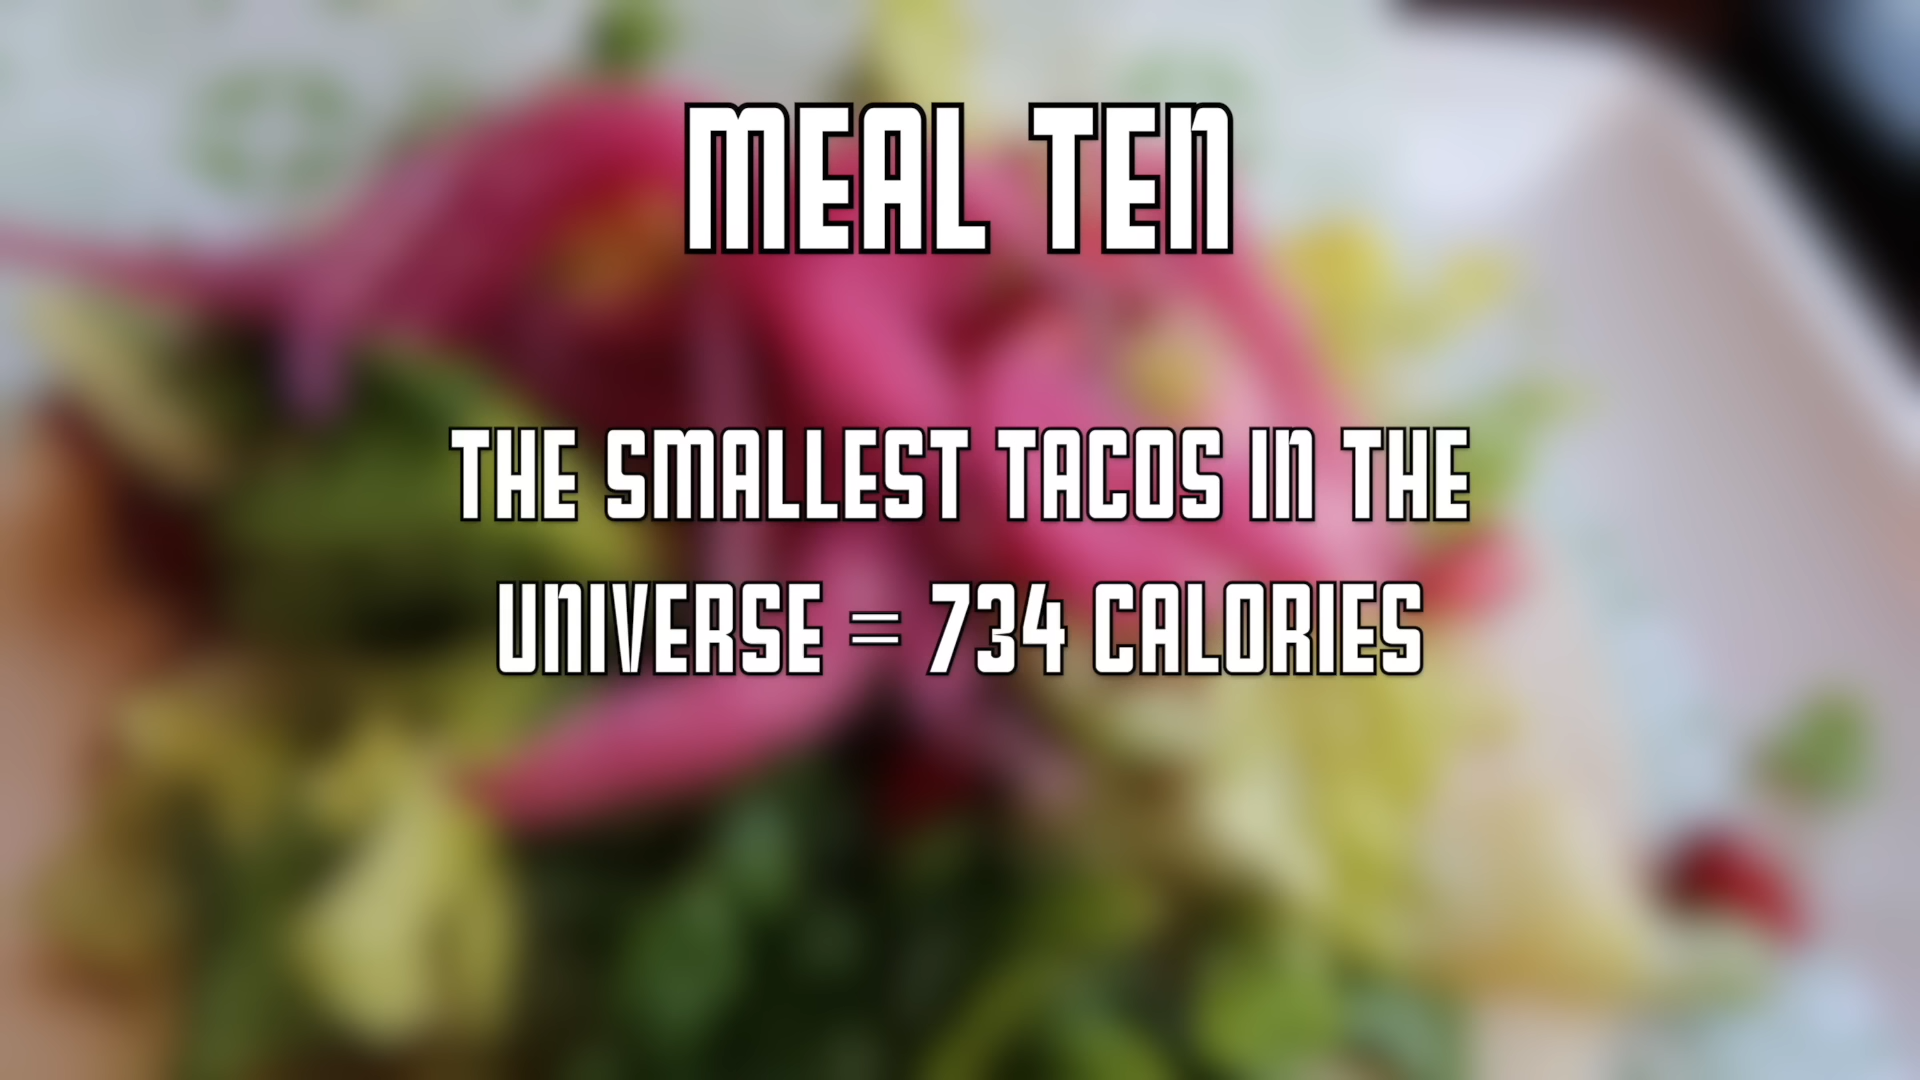 MEAL TEN
THE SMALLEST TACOS IN THE
UNIVERSE = 734 CALORIES